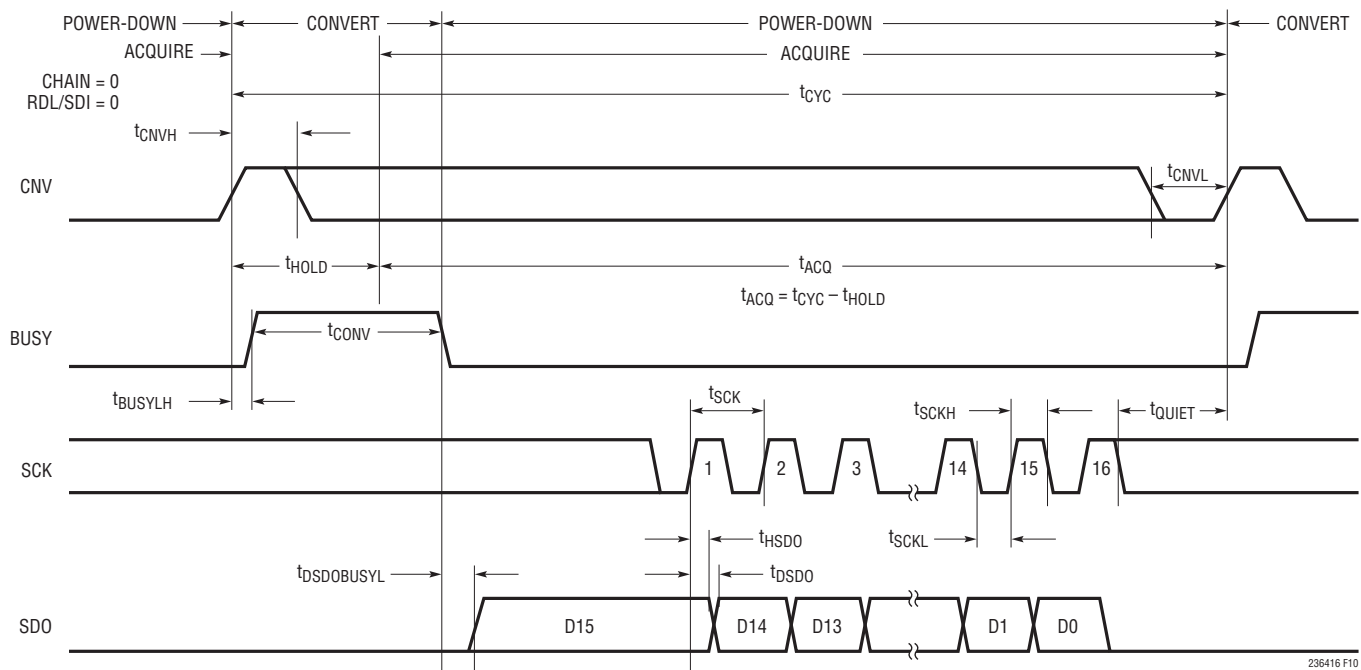 POWER-DOWN CONVERT POWER-DOWN CONVERT
ACQUIRE ACQUIRE
CHAIN = 0
RDL/SDI = 0
tCYC
tCNVH
CNV
tCNVL
tHOLD tACQ
tACQ = tCYC – tHOLD
BUSY
tCONV
tBUSYLH
tSCK tSCKH tQUIET
SCK
1 2 3 14 15 16
tHSDO tSCKL
tDSDOBUSYL tDSDO
SDO
D15 D14 D13 D1 D0
236416 F10